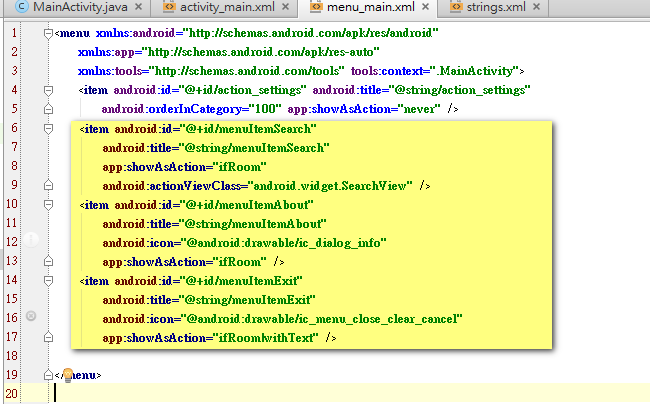 MainActivity.java × activity_main.xml × menu_main.xml × strings.xml ×
1 <menu xmlns:android="http://schemas.android.com/apk/res/android"
2 xmlns:app="http://schemas.android.com/apk/res-auto"
3 xmlns:tools="http://schemas.android.com/tools" tools:context=".MainActivity">
4 <item android:id="@+id/action_settings" android:title="@string/action_settings"
5 android:orderInCategory="100" app:showAsAction="never" />
6 <item android:id="@+id/menuItemSearch"
7 android:title="@string/menuItemSearch"
8 app:showAsAction="ifRoom"
9 android:actionViewClass="android.widget.SearchView" />
10 <item android:id="@+id/menuItemAbout"
11 android:title="@string/menuItemAbout"
12 android:icon="@android:drawable/ic_dialog_info"
13 app:showAsAction="ifRoom" />
14 <item android:id="@+id/menuItemExit"
15 android:title="@string/menuItemExit"
16 android:icon="@android:drawable/ic_menu_close_clear_cancel"
17 app:showAsAction="ifRoom|withText" />
18
19 </menu>
20